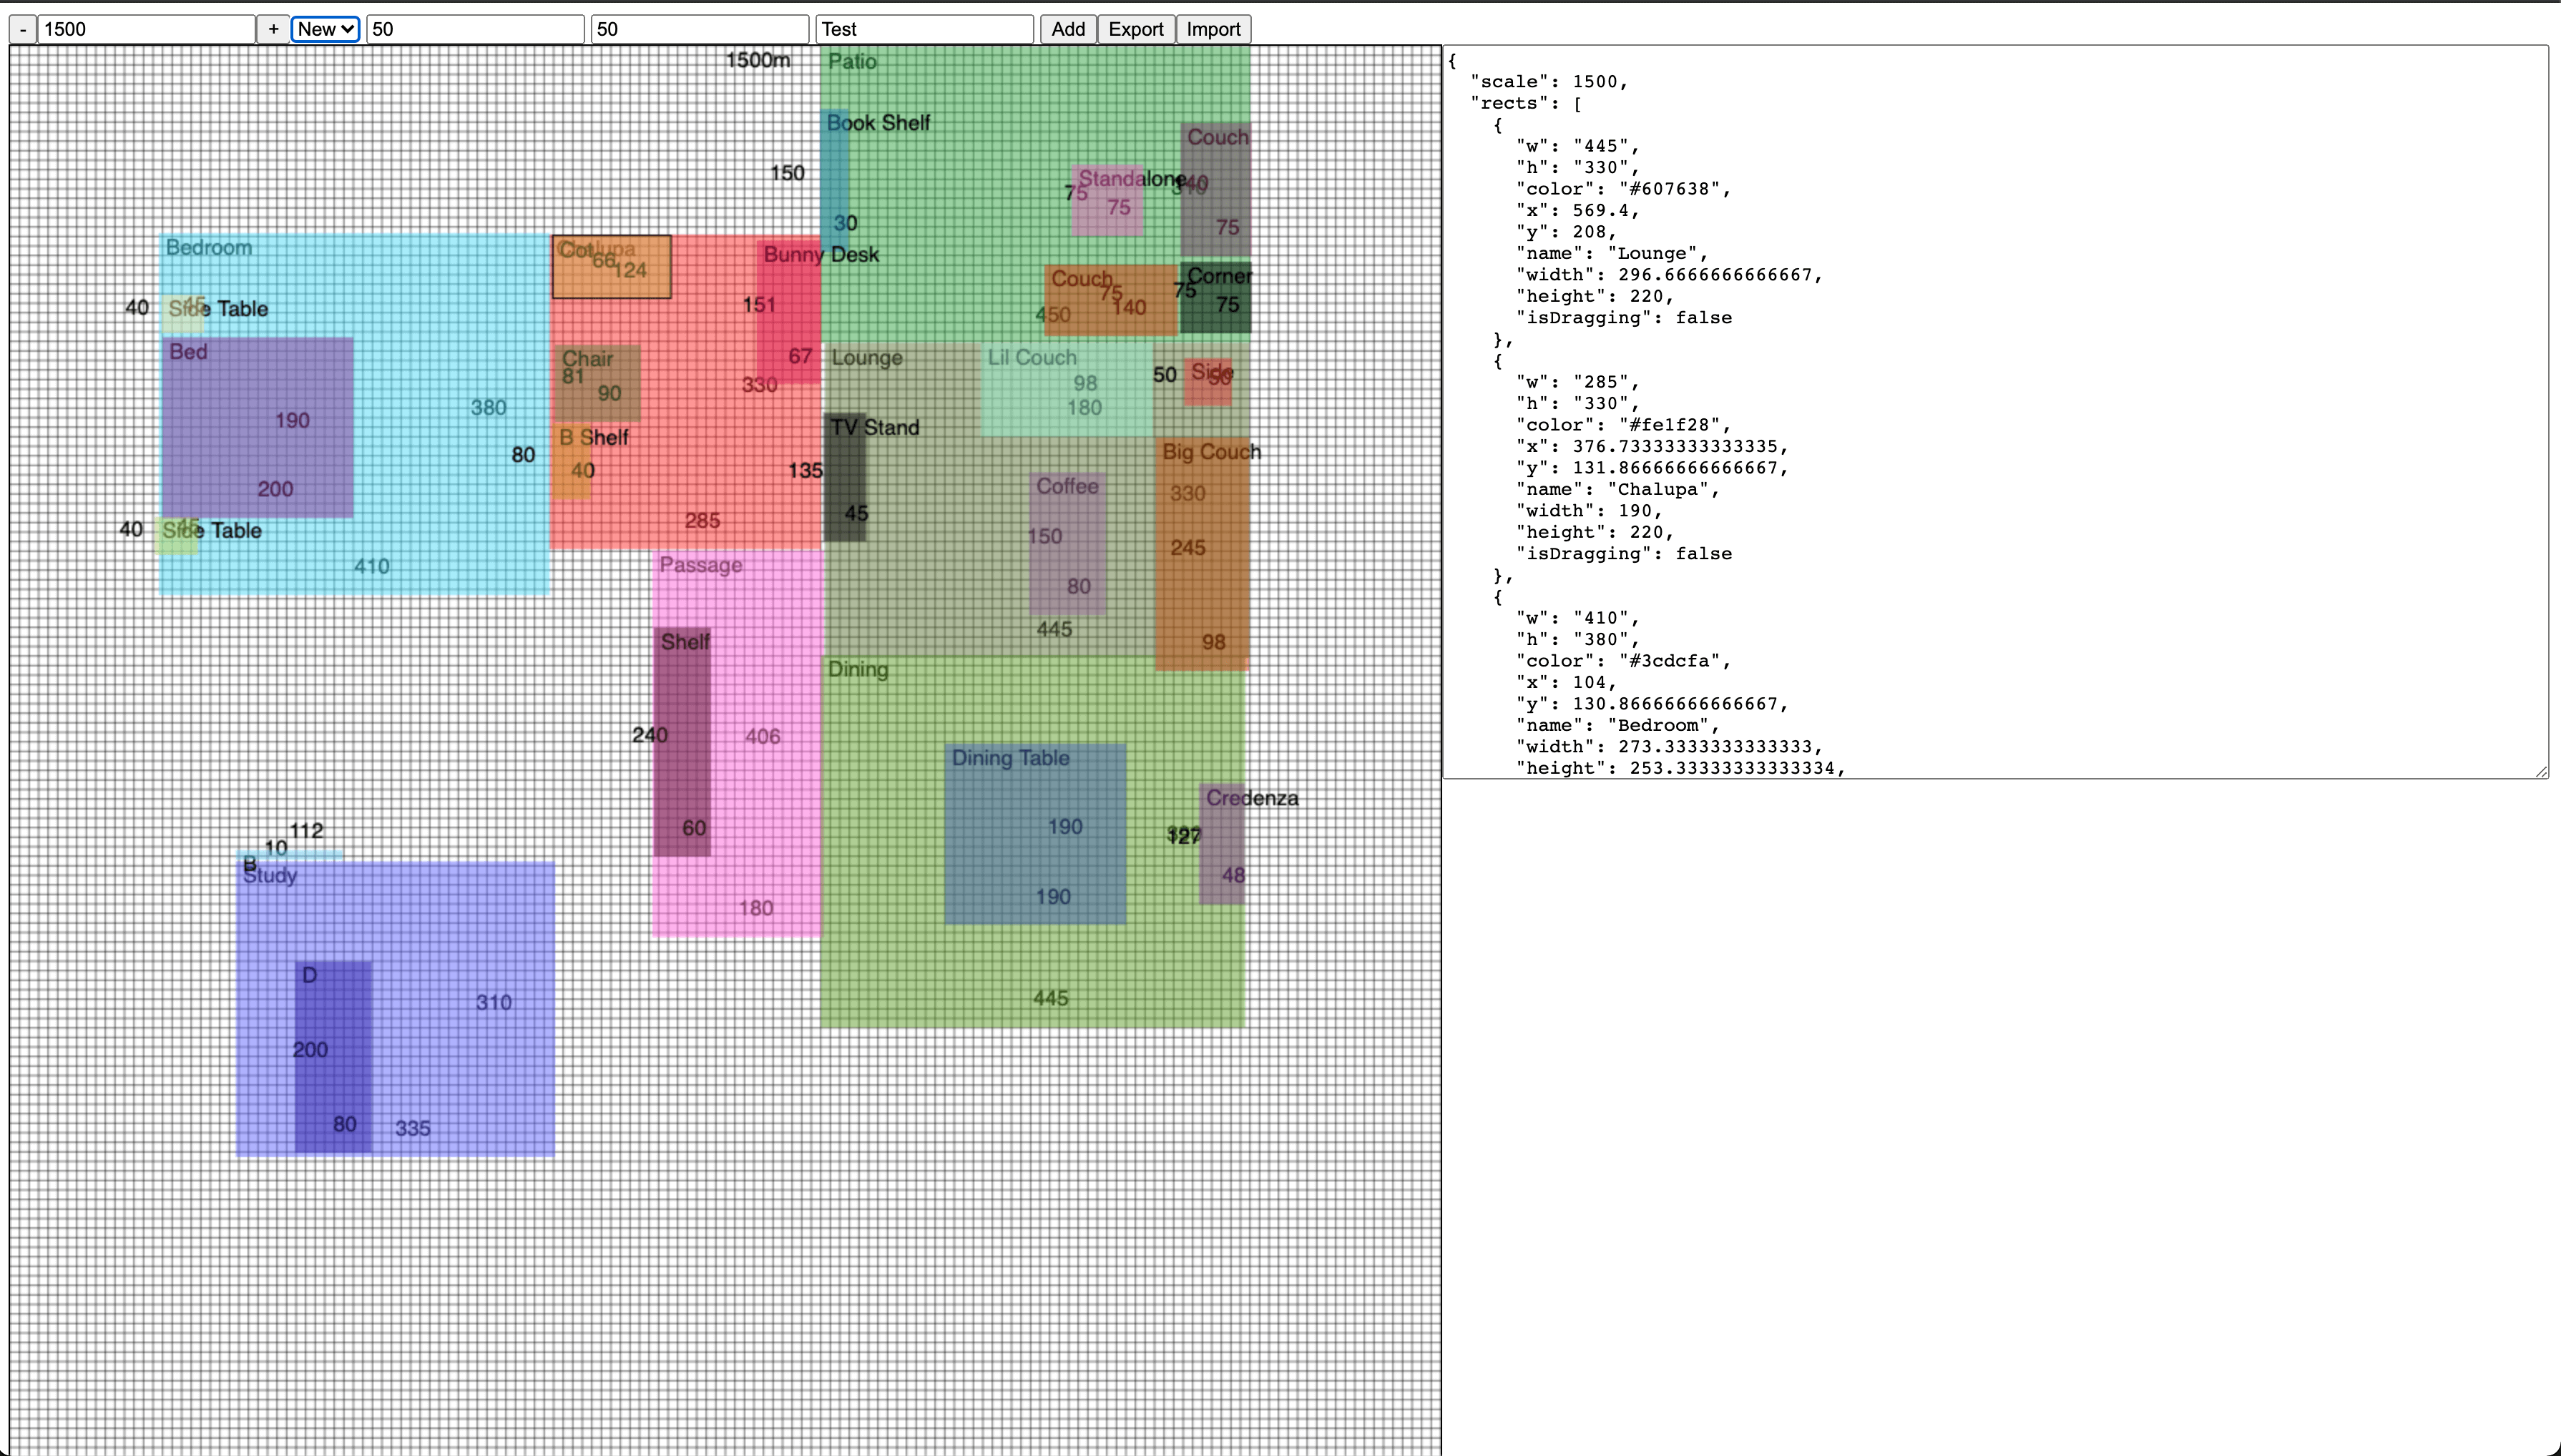 - 1500 + New 50 50 Test Add Export Import
1500m
Patio
Book Shelf
150
30
Couch
75
Standalone
75
75
Couch
75
140
450
Corner
75
75
Bedroom
380
410
40
Side Table
45
Bed
190
200
40
Side Table
45
Chalupa
330
285
Cot
66
124
Bunny Desk
151
67
Chair
81
90
B Shelf
80
40
Lounge
445
330
Lil Couch
98
180
50
Side
50
TV Stand
135
45
Coffee
150
80
Big Couch
245
98
Passage
406
180
Shelf
240
60
Dining
445
Dining Table
190
190
Credenza
127
48
112
10
B
Study
310
335
D
200
80
{
"scale": 1500,
"rects": [
{
"w": "445",
"h": "330",
"color": "#607638",
"x": 569.4,
"y": 208,
"name": "Lounge",
"width": 296.6666666666667,
"height": 220,
"isDragging": false
},
{
"w": "285",
"h": "330",
"color": "#fe1f28",
"x": 376.73333333333335,
"y": 131.86666666666667,
"name": "Chalupa",
"width": 190,
"height": 220,
"isDragging": false
},
{
"w": "410",
"h": "380",
"color": "#3cdcfa",
"x": 104,
"y": 130.86666666666667,
"name": "Bedroom",
"width": 273.3333333333333,
"height": 253.33333333333334,